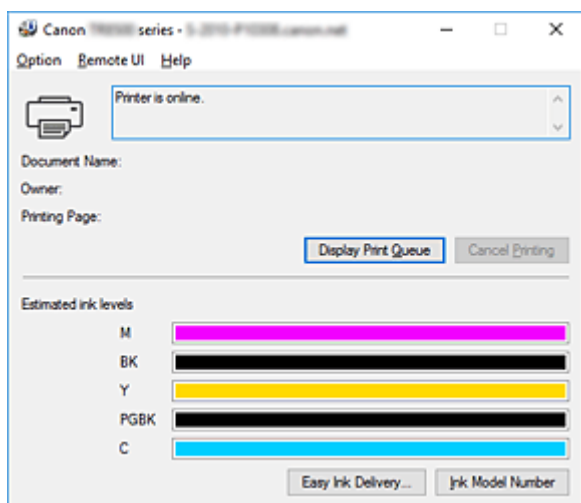 Canon series -
Option Remote UI Help
Printer is online.
Document Name:
Owner:
Printing Page:
Display Print Queue Cancel Printing
Estimated ink levels
M
BK
Y
PGBK
C
Easy Ink Delivery... Ink Model Number